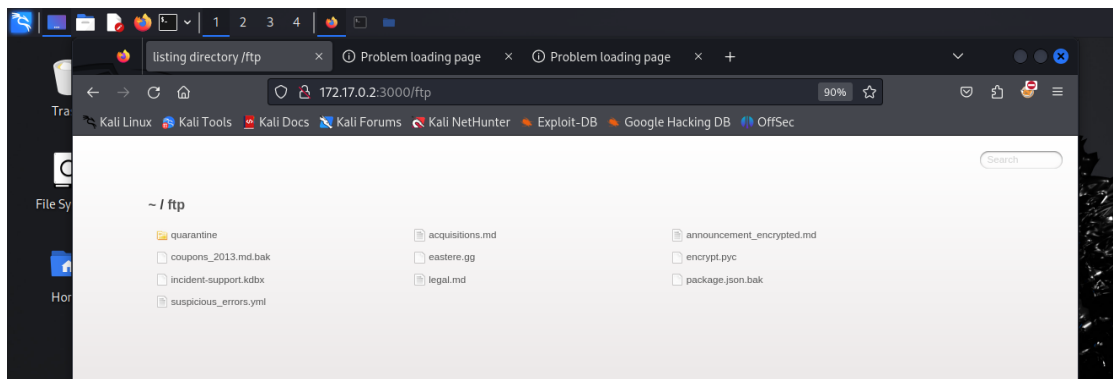 1 2 3 4
listing directory /ftp × Problem loading page × Problem loading page × +
172.17.0.2:3000/ftp 90%
Kali Linux Kali Tools Kali Docs Kali Forums Kali NetHunter Exploit-DB Google Hacking DB OffSec
Search
Tra
File Sy
Hor
~ / ftp
quarantine acquisitions.md announcement_encrypted.md
coupons_2013.md.bak eastere.gg encrypt.pyc
incident-support.kdbx legal.md package.json.bak
suspicious_errors.yml